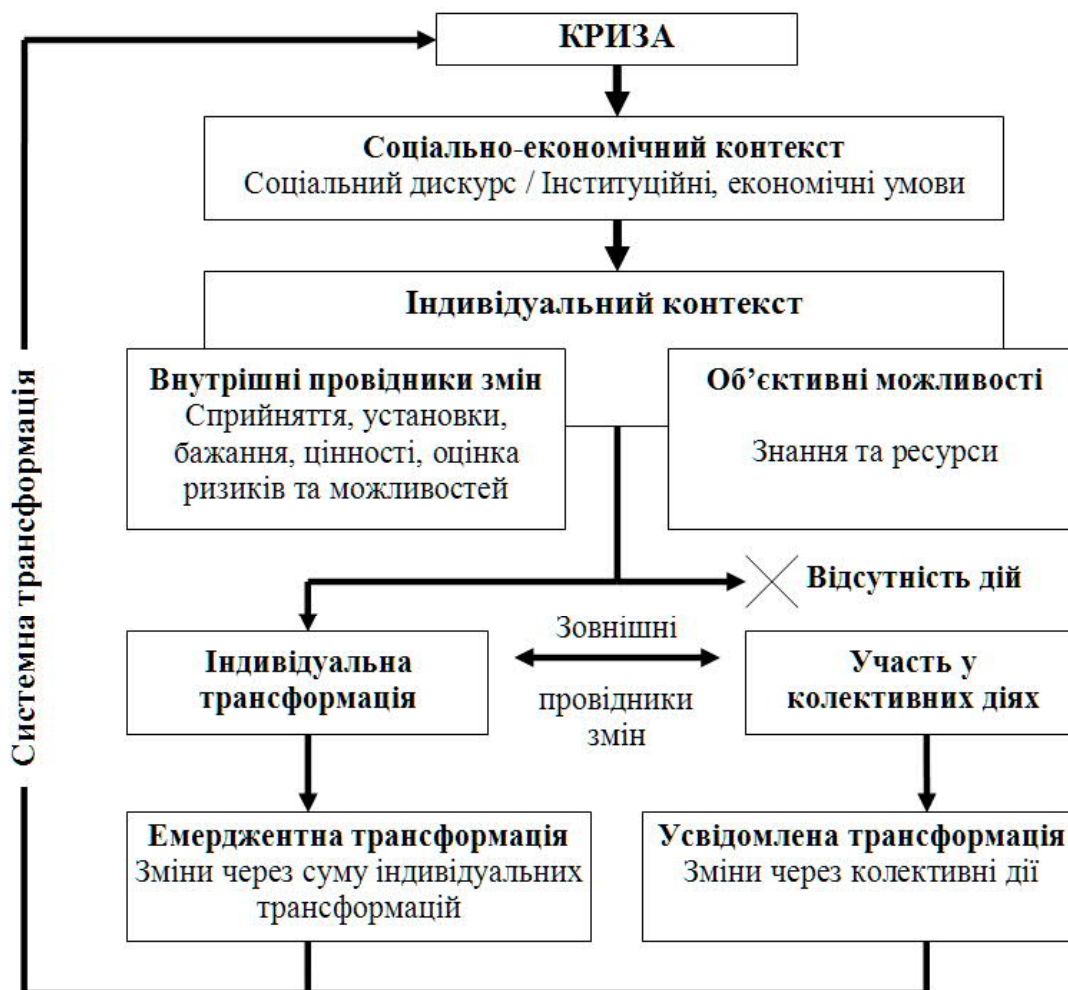 КРИЗА
Соціально-економічний контекст
Соціальний дискурс / Інституційні, економічні умови
Індивідуальний контекст
Внутрішні провідники змін
Сприйняття, установки,
бажання, цінності, оцінка
ризиків та можливостей
Об’єктивні можливості
Знання та ресурси
Відсутність дій
Індивідуальна
трансформація
Зовнішні
провідники
змін
Участь у
колективних діях
Емерджентна трансформація
Зміни через суму індивідуальних
трансформацій
Усвідомлена трансформація
Зміни через колективні дії
Системна трансформація